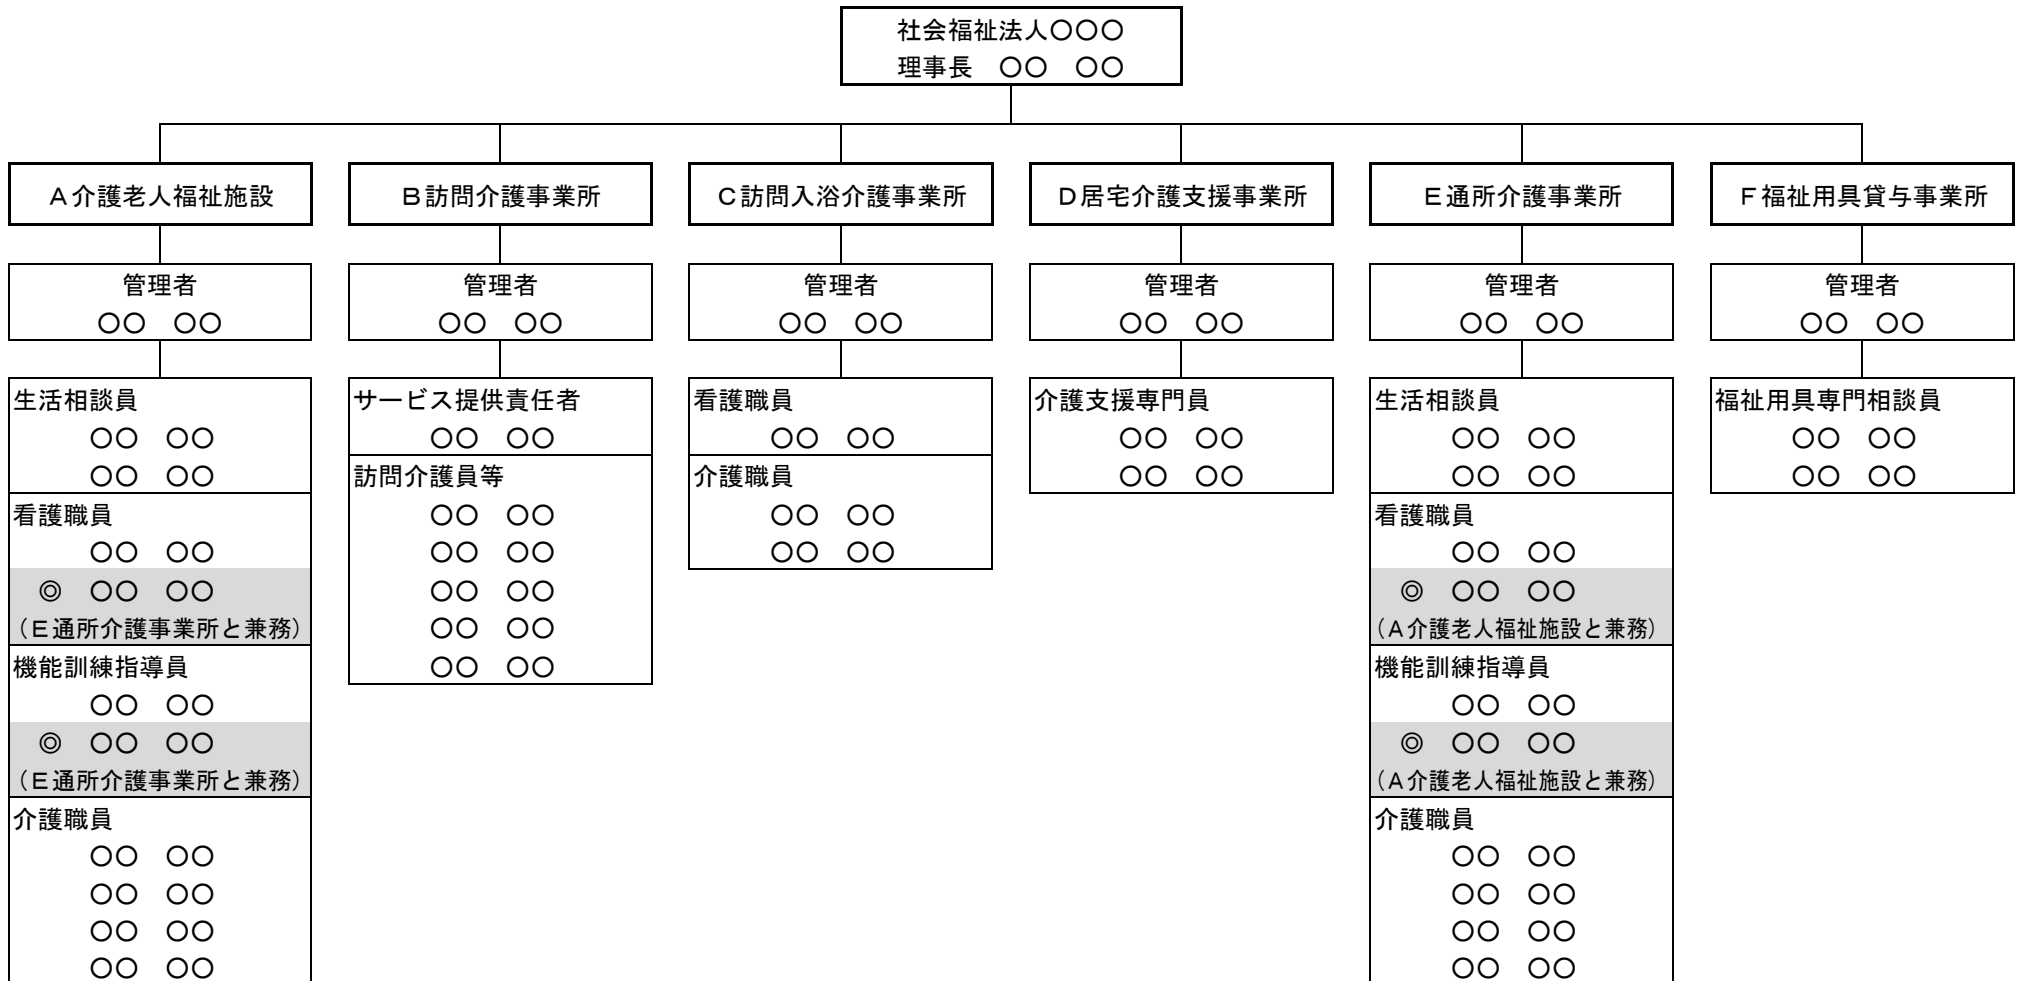 社会福祉法人〇〇〇
理事長　〇〇　〇〇
Ａ介護老人福祉施設
管理者
〇〇　〇〇
生活相談員
〇〇　〇〇
〇〇　〇〇
看護職員
〇〇　〇〇
◎　〇〇　〇〇
（Ｅ通所介護事業所と兼務）
機能訓練指導員
〇〇　〇〇
◎　〇〇　〇〇
（Ｅ通所介護事業所と兼務）
介護職員
〇〇　〇〇
〇〇　〇〇
〇〇　〇〇
〇〇　〇〇
Ｂ訪問介護事業所
管理者
〇〇　〇〇
サービス提供責任者
〇〇　〇〇
訪問介護員等
〇〇　〇〇
〇〇　〇〇
〇〇　〇〇
〇〇　〇〇
〇〇　〇〇
Ｃ訪問入浴介護事業所
管理者
〇〇　〇〇
看護職員
〇〇　〇〇
介護職員
〇〇　〇〇
〇〇　〇〇
Ｄ居宅介護支援事業所
管理者
〇〇　〇〇
介護支援専門員
〇〇　〇〇
〇〇　〇〇
Ｅ通所介護事業所
管理者
〇〇　〇〇
生活相談員
〇〇　〇〇
〇〇　〇〇
看護職員
〇〇　〇〇
◎　〇〇　〇〇
（Ａ介護老人福祉施設と兼務）
機能訓練指導員
〇〇　〇〇
◎　〇〇　〇〇
（Ａ介護老人福祉施設と兼務）
介護職員
〇〇　〇〇
〇〇　〇〇
〇〇　〇〇
〇〇　〇〇
Ｆ福祉用具貸与事業所
管理者
〇〇　〇〇
福祉用具専門相談員
〇〇　〇〇
〇〇　〇〇